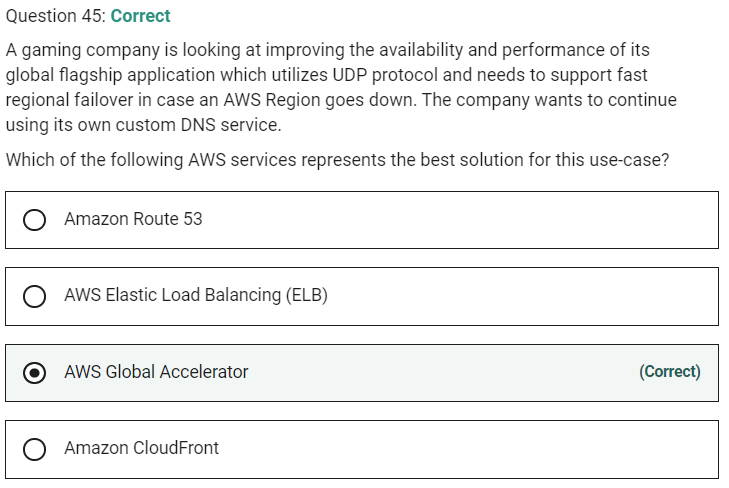 Question 45: Correct
A gaming company is looking at improving the availability and performance of its
global flagship application which utilizes UDP protocol and needs to support fast
regional failover in case an AWS Region goes down. The company wants to continue
using its own custom DNS service.
Which of the following AWS services represents the best solution for this use-case?
Amazon Route 53
AWS Elastic Load Balancing (ELB)
AWS Global Accelerator (Correct)
Amazon CloudFront